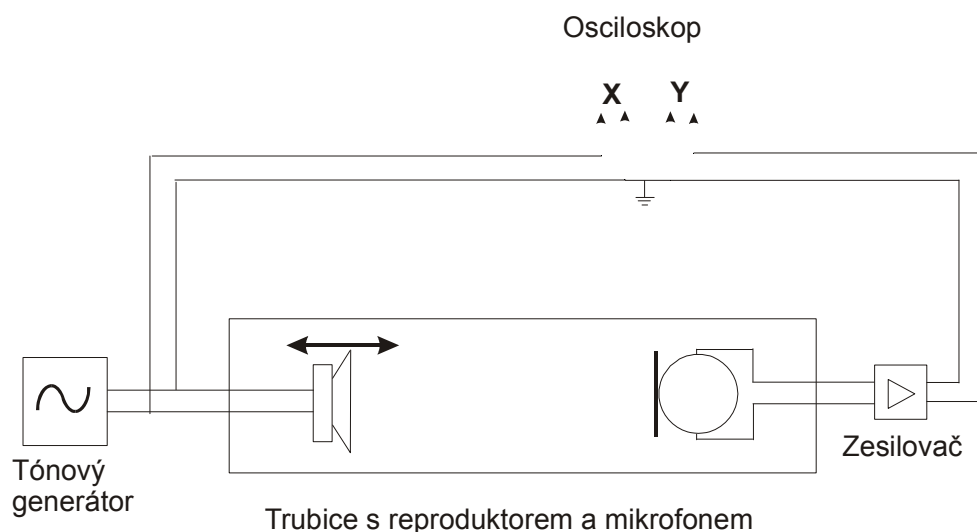 Osciloskop
X Y
Zesilovač
Tónový
generátor
Trubice s reproduktorem a mikrofonem